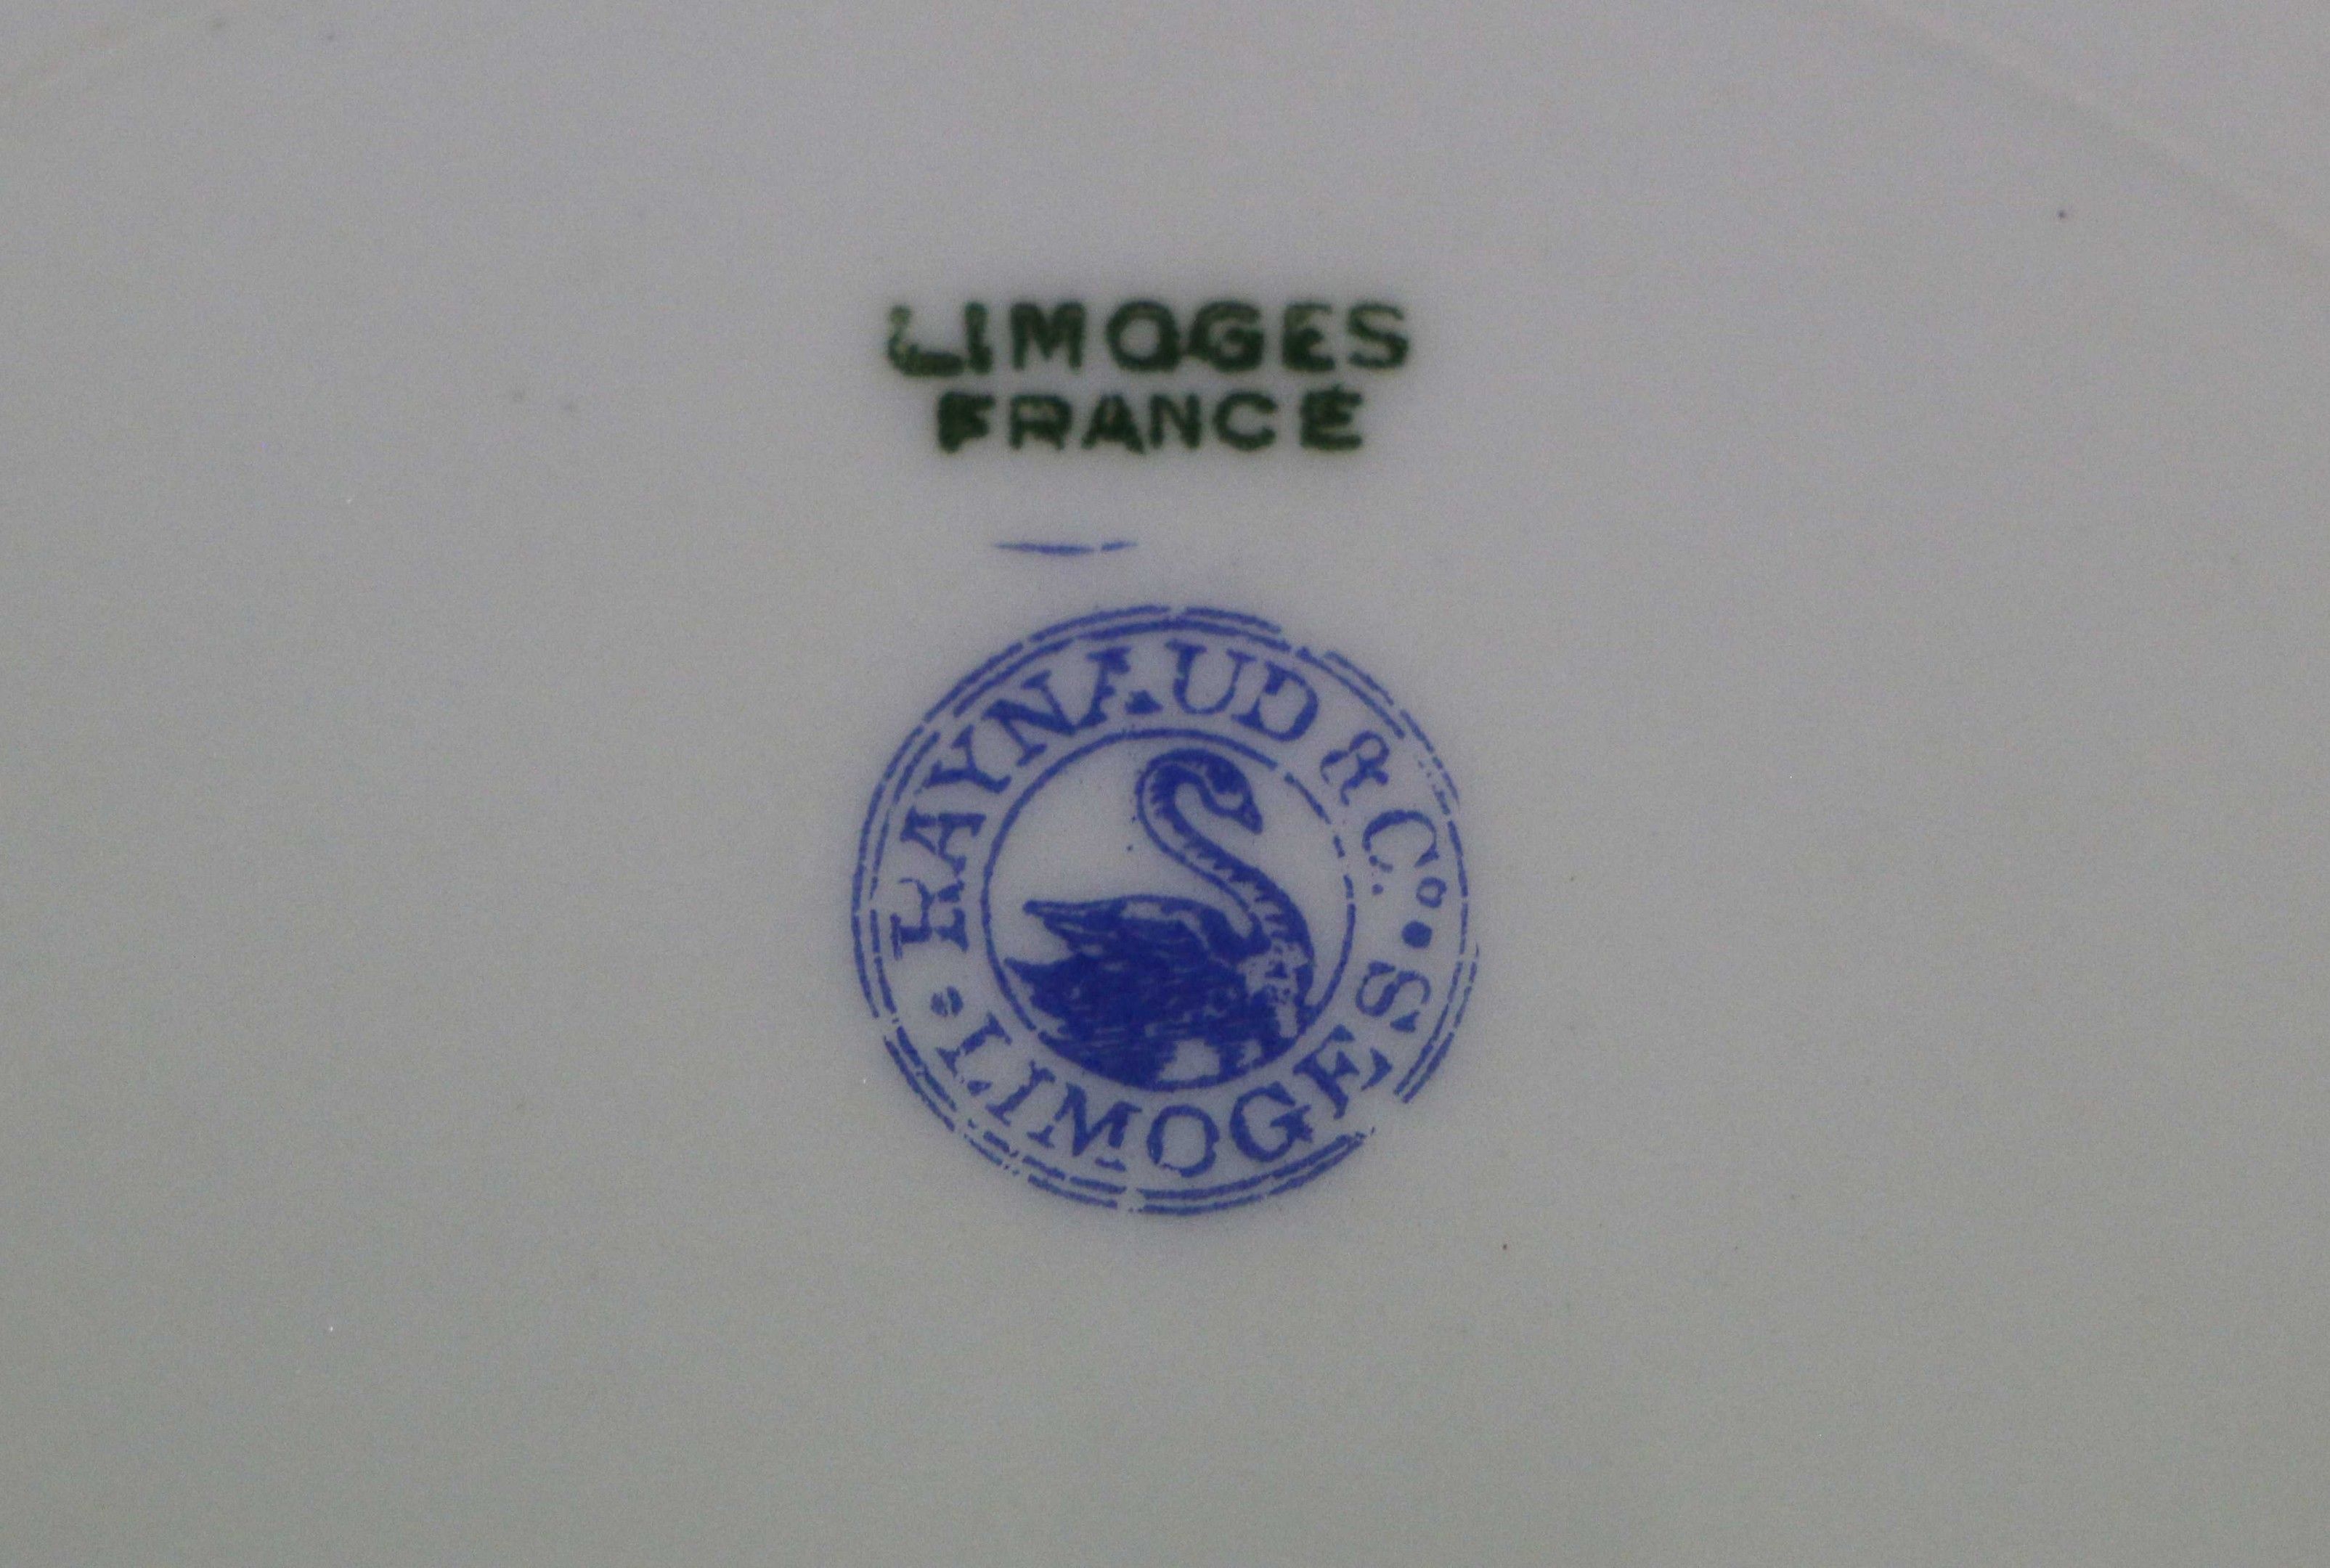 LIMOGES
FRANCE
RAYNAUD & Co.
LIMOGES